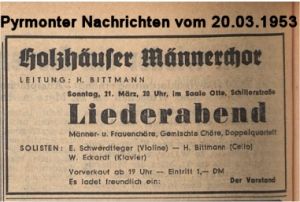 Pyrmonter Nachrichten vom 20.03.1953
Holzhäuser Männerchor
LEITUNG: H. BITTMANN
Sonntag, 21. März, 20 Uhr, im Saale Otte, Schillerstraße
Liederabend
Männer- u. Frauenchöre, Gemischte Chöre, Doppelquartett
SOLISTEN: E. Schwerdtfeger (Violine) — H. Bittmann (Cello)
W. Eckardt (Klavier)
Vorverkauf ab 19 Uhr — Eintritt 1,— DM
Es ladet freundlich ein: Der Vorstand